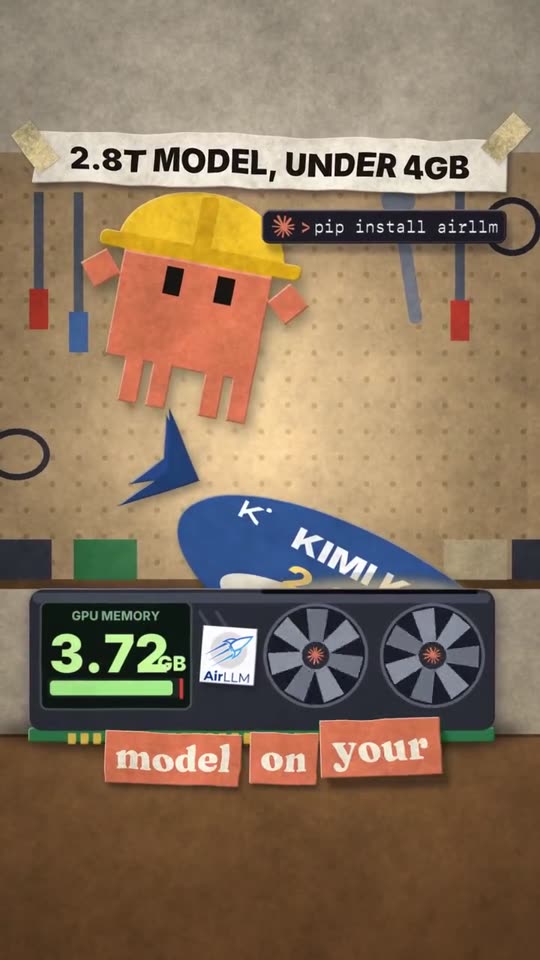 2.8T MODEL, UNDER 4GB
>pip install airllm
K
KIMI K
GPU MEMORY
3.72GB
AirLLM
model on your